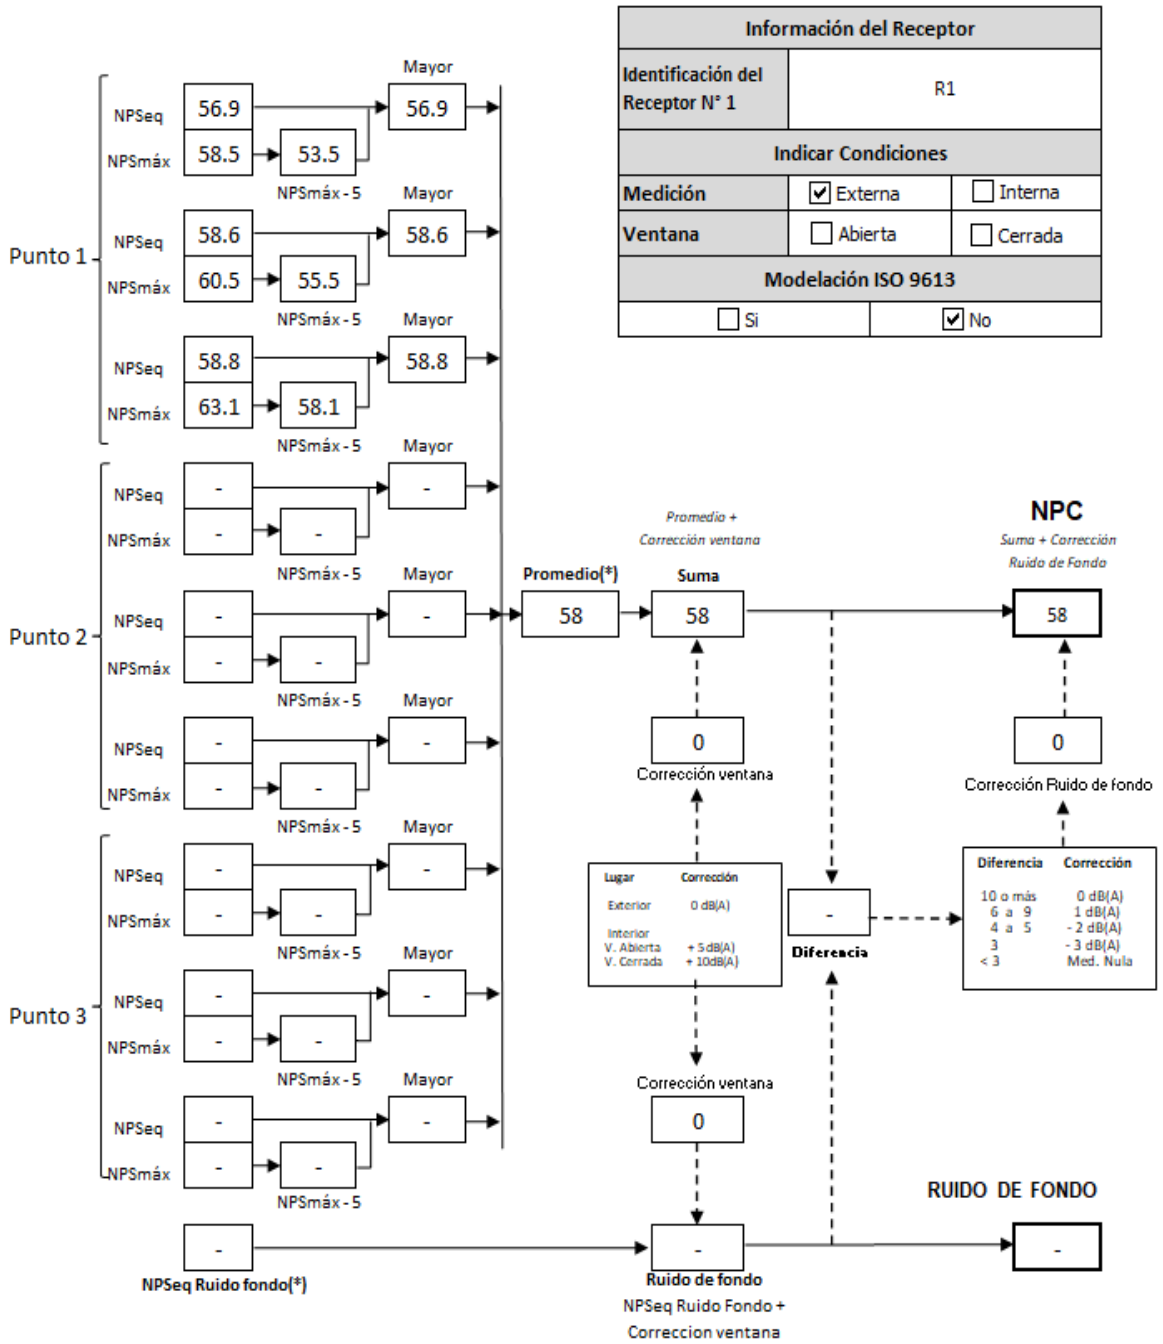 Información del Receptor
Identificación del
Receptor N° 1
R1
Indicar Condiciones
Medición
Externa
Interna
Ventana
Abierta
Cerrada
Modelación ISO 9613
Si
No
Punto 1
Mayor
NPSeq
56.9
56.9
NPSmáx
58.5
53.5
NPSmáx - 5
Mayor
NPSeq
58.6
58.6
NPSmáx
60.5
55.5
NPSmáx - 5
Mayor
NPSeq
58.8
58.8
NPSmáx
63.1
58.1
NPSmáx - 5
Punto 2
Mayor
NPSeq
-
-
NPSmáx
-
-
NPSmáx - 5
Mayor
NPSeq
-
-
NPSmáx
-
-
NPSmáx - 5
Mayor
NPSeq
-
-
NPSmáx
-
-
NPSmáx - 5
Punto 3
Mayor
NPSeq
-
-
NPSmáx
-
-
NPSmáx - 5
Mayor
NPSeq
-
-
NPSmáx
-
-
NPSmáx - 5
Mayor
NPSeq
-
-
NPSmáx
-
-
NPSmáx - 5
-
NPSeq Ruido fondo(*)
Promedio(*)
58
Promedio +
Corrección ventana
Suma
58
0
Corrección ventana
Lugar Corrección
Exterior 0 dB(A)
Interior
V. Abierta + 5 dB(A)
V. Cerrada + 10dB(A)
Corrección ventana
0
-
Ruido de fondo
NPSeq Ruido Fondo +
Correccion ventana
-
Diferencia
NPC
Suma + Corrección
Ruido de Fondo
58
0
Corrección Ruido de fondo
Diferencia Corrección
10 o más 0 dB(A)
6 a 9 1 dB(A)
4 a 5 - 2 dB(A)
3 - 3 dB(A)
< 3 Med. Nula
RUIDO DE FONDO
-